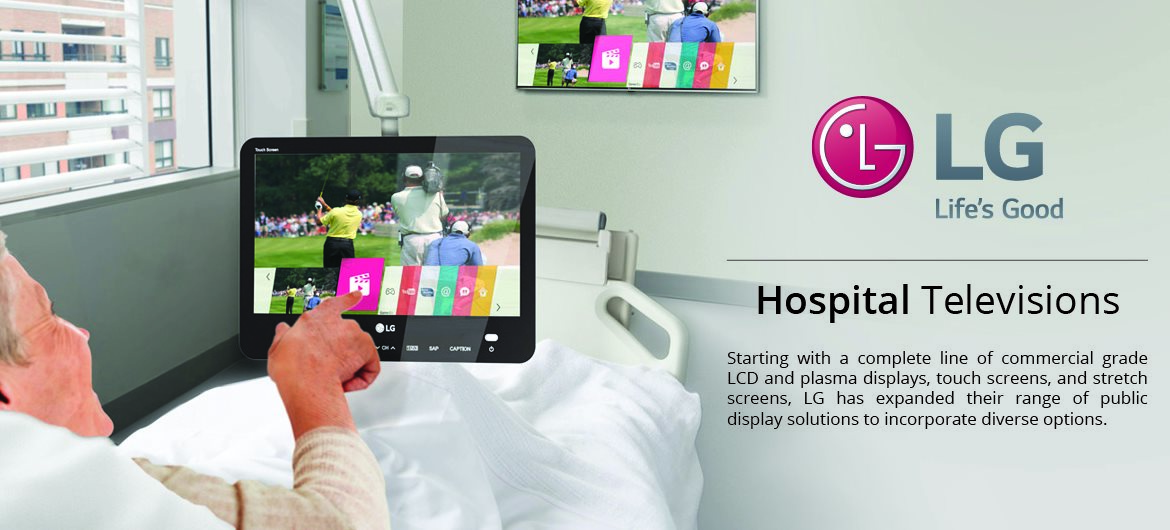 Touch Screen
LG
CH
SAP
CAPTION
LG
Life's Good
Hospital Televisions
Starting with a complete line of commercial grade
LCD and plasma displays, touch screens, and stretch
screens, LG has expanded their range of public
display solutions to incorporate diverse options.